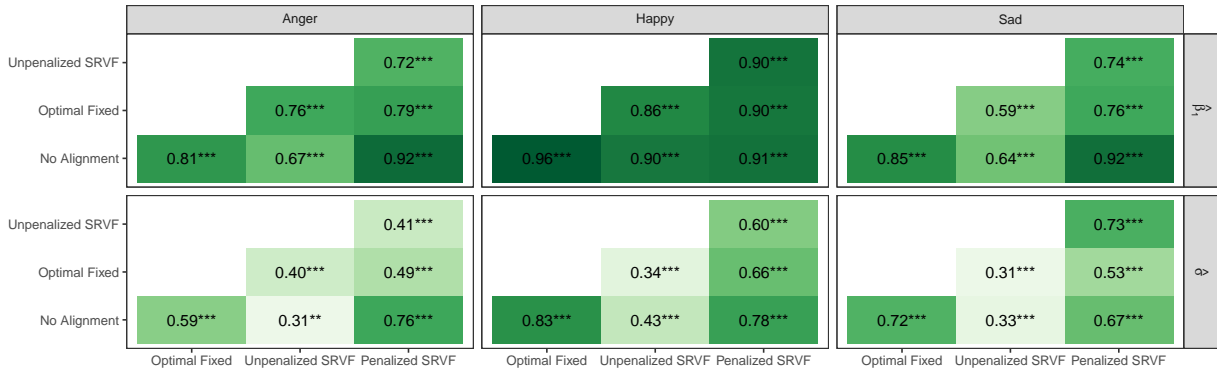 Anger Happy Sad
Unpenalized SRVF 0.72*** 0.90*** 0.74***
Optimal Fixed 0.76*** 0.79*** 0.86*** 0.90*** 0.59*** 0.76*** β̂₁
No Alignment 0.81*** 0.67*** 0.92*** 0.96*** 0.90*** 0.91*** 0.85*** 0.64*** 0.92***
Unpenalized SRVF 0.41*** 0.60*** 0.73***
Optimal Fixed 0.40*** 0.49*** 0.34*** 0.66*** 0.31*** 0.53*** σ̂
No Alignment 0.59*** 0.31** 0.76*** 0.83*** 0.43*** 0.78*** 0.72*** 0.33*** 0.67***
Optimal Fixed Unpenalized SRVF Penalized SRVF Optimal Fixed Unpenalized SRVF Penalized SRVF Optimal Fixed Unpenalized SRVF Penalized SRVF